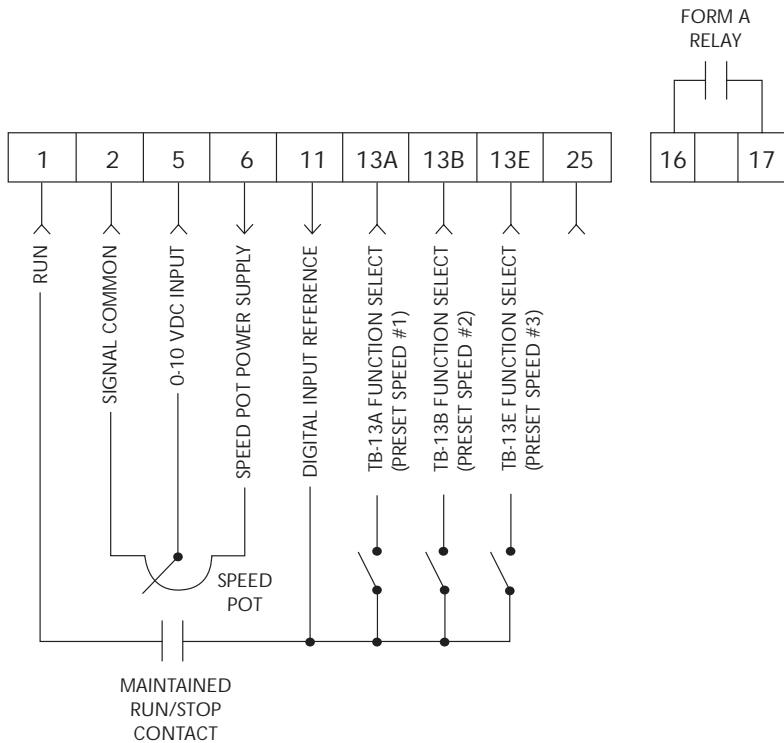 FORM A
RELAY
1 2 5 6 11 13A 13B 13E 25 16 17
RUN
SIGNAL COMMON
0-10 VDC INPUT
SPEED POT POWER SUPPLY
DIGITAL INPUT REFERENCE
TB-13A FUNCTION SELECT
(PRESET SPEED #1)
TB-13B FUNCTION SELECT
(PRESET SPEED #2)
TB-13E FUNCTION SELECT
(PRESET SPEED #3)
SPEED
POT
MAINTAINED
RUN/STOP
CONTACT